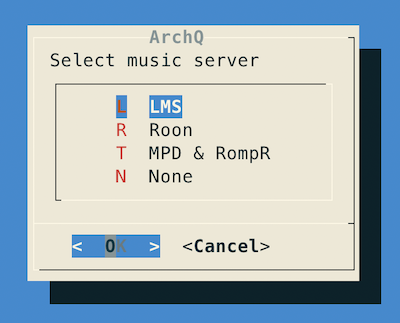 ArchQ
Select music server
L LMS
R Roon
T MPD & RompR
N None
< OK > <Cancel>